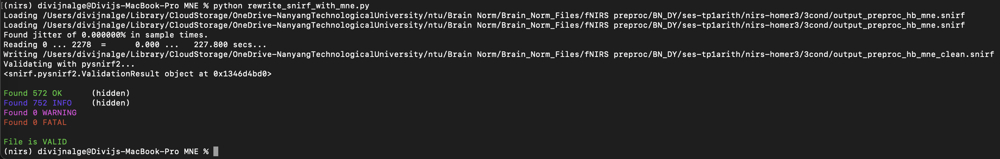 (nirs) divijnalge@Divijs-MacBook-Pro MNE % python rewrite_snirf_with_mne.py
Loading /Users/divijnalge/Library/CloudStorage/OneDrive-NanyangTechnologicalUniversity/ntu/Brain Norm/Brain_Norm_Files/fNIRS preproc/BN_DY/ses-tp1arith/nirs-homer3/3cond/output_preproc_hb_mne.snirf
Loading /Users/divijnalge/Library/CloudStorage/OneDrive-NanyangTechnologicalUniversity/ntu/Brain Norm/Brain_Norm_Files/fNIRS preproc/BN_DY/ses-tp1arith/nirs-homer3/3cond/output_preproc_hb_mne.snirf
Found jitter of 0.000000% in sample times.
Reading 0 ... 2278  =      0.000 ...   227.800 secs...
Writing /Users/divijnalge/Library/CloudStorage/OneDrive-NanyangTechnologicalUniversity/ntu/Brain Norm/Brain_Norm_Files/fNIRS preproc/BN_DY/ses-tp1arith/nirs-homer3/3cond/output_preproc_hb_mne_clean.snirf
Validating with pysnirf2...
<snirf.pysnirf2.ValidationResult object at 0x1346d4bd0>
Found 572 OK      (hidden)
Found 752 INFO    (hidden)
Found 0 WARNING
Found 0 FATAL
File is VALID
(nirs) divijnalge@Divijs-MacBook-Pro MNE %